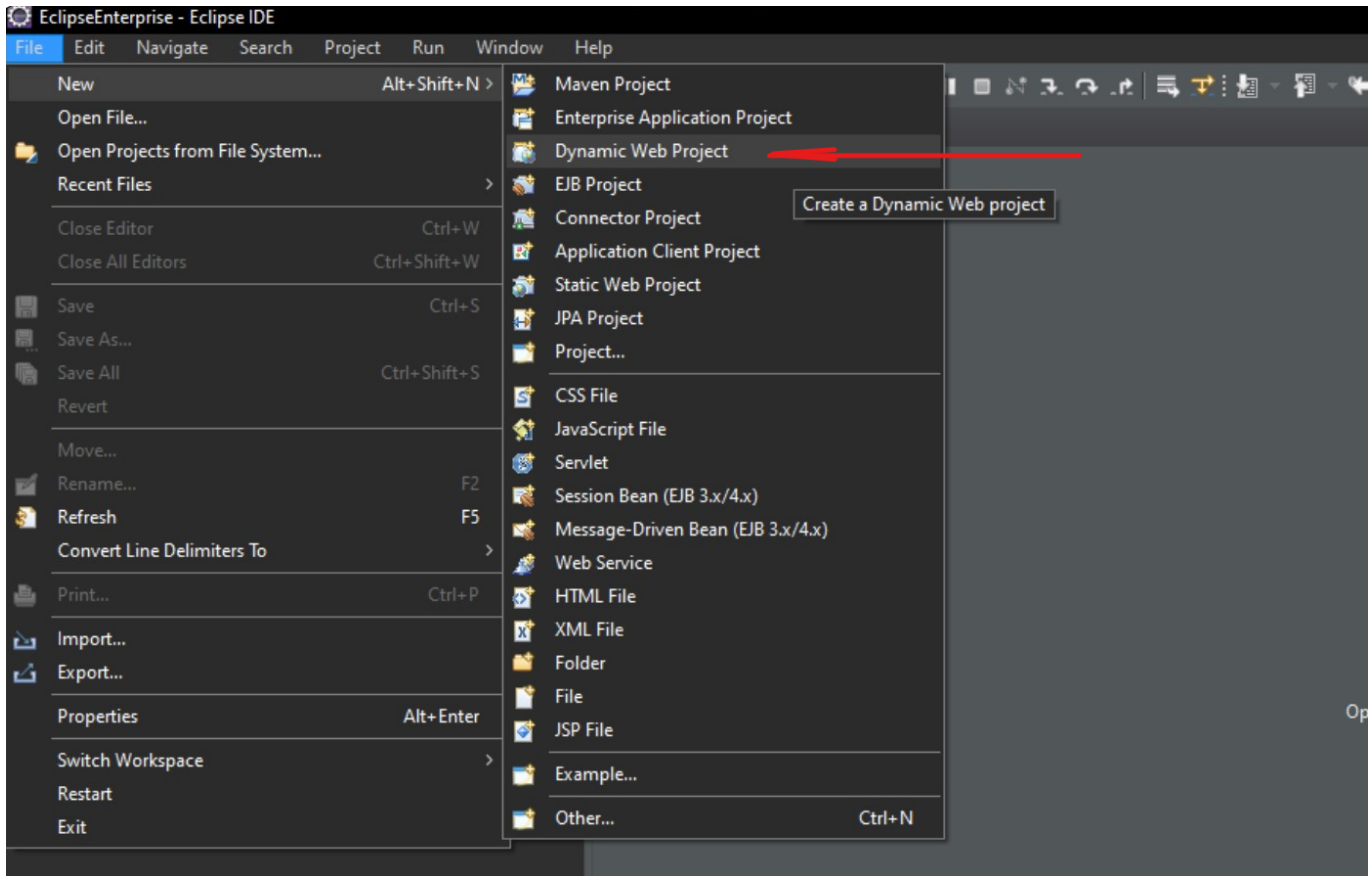 EclipseEnterprise - Eclipse IDE
File Edit Navigate Search Project Run Window Help
New Alt+Shift+N >
Open File...
Open Projects from File System...
Recent Files >
Close Editor Ctrl+W
Close All Editors Ctrl+Shift+W
Save Ctrl+S
Save As...
Save All Ctrl+Shift+S
Revert
Move...
Rename... F2
Refresh F5
Convert Line Delimiters To >
Print... Ctrl+P
Import...
Export...
Properties Alt+Enter
Switch Workspace >
Restart
Exit
Maven Project
Enterprise Application Project
Dynamic Web Project
EJB Project
Create a Dynamic Web project
Connector Project
Application Client Project
Static Web Project
JPA Project
Project...
CSS File
JavaScript File
Servlet
Session Bean (EJB 3.x/4.x)
Message-Driven Bean (EJB 3.x/4.x)
Web Service
HTML File
XML File
Folder
File
JSP File
Example...
Other... Ctrl+N
Op